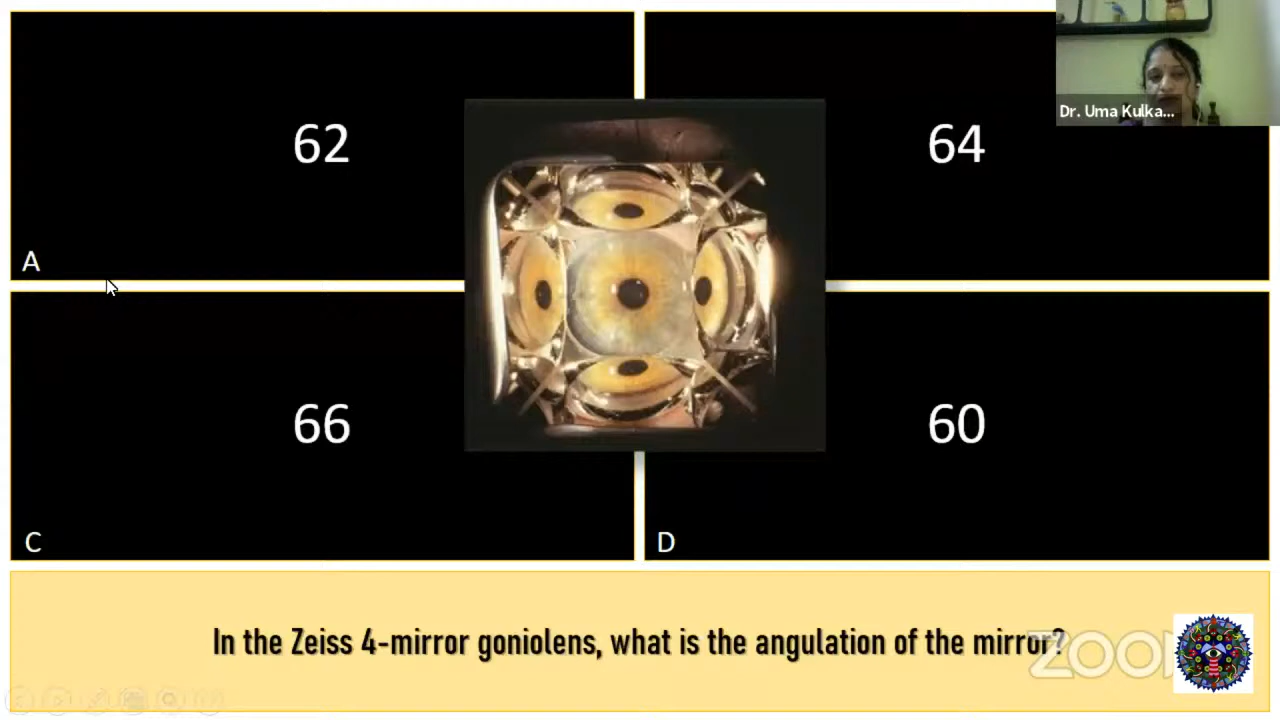 62
64
Dr. Uma Kulka...
A
66
60
C
D
In the Zeiss 4-mirror goniolens, what is the angulation of the mirror?
zoom